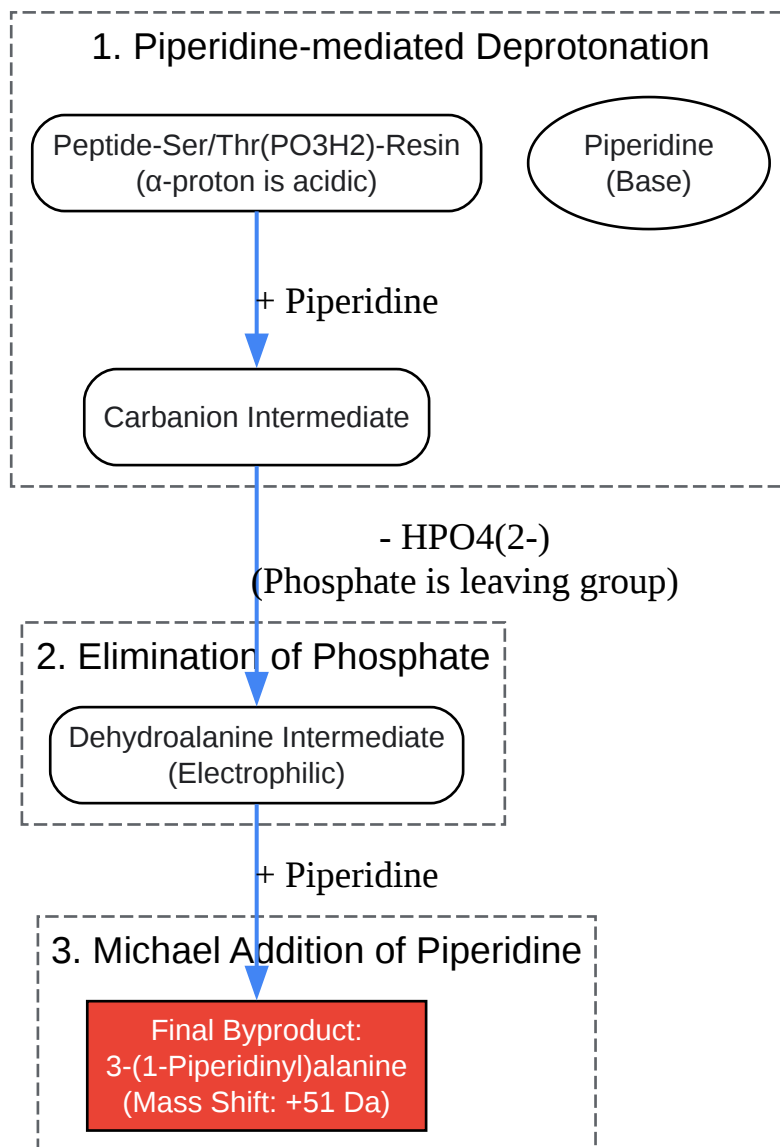 1. Piperidine-mediated Deprotonation
Peptide-Ser/Thr(PO3H2)-Resin
(α-proton is acidic)
Piperidine
(Base)
+ Piperidine
Carbanion Intermediate
- HPO4(2-)
(Phosphate is leaving group)
2. Elimination of Phosphate
Dehydroalanine Intermediate
(Electrophilic)
+ Piperidine
3. Michael Addition of Piperidine
Final Byproduct:
3-(1-Piperidinyl)alanine
(Mass Shift: +51 Da)